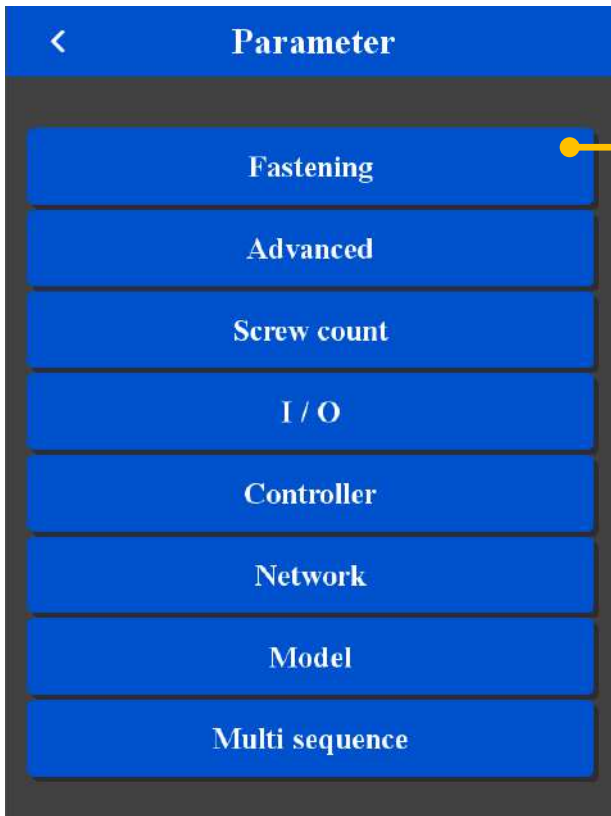 Parameter
Fastening
Advanced
Screw count
I / O
Controller
Network
Model
Multi sequence